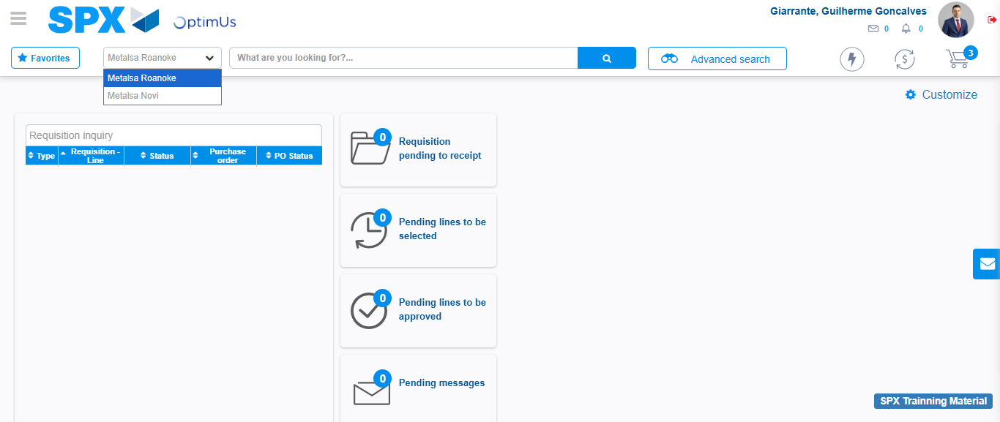 SPX
OptimUs
Giarrante, Guilherme Goncalves
0
0
Favorites
Metalsa Roanoke
What are you looking for?...
Advanced search
$
3
Metalsa Roanoke
Metalsa Novi
Customize
Requisition inquiry
Type
Requisition -
Line
Status
Purchase
order
PO Status
0
Requisition
pending to receipt
0
Pending lines to be
selected
0
Pending lines to be
approved
0
Pending messages
SPX Trainning Material